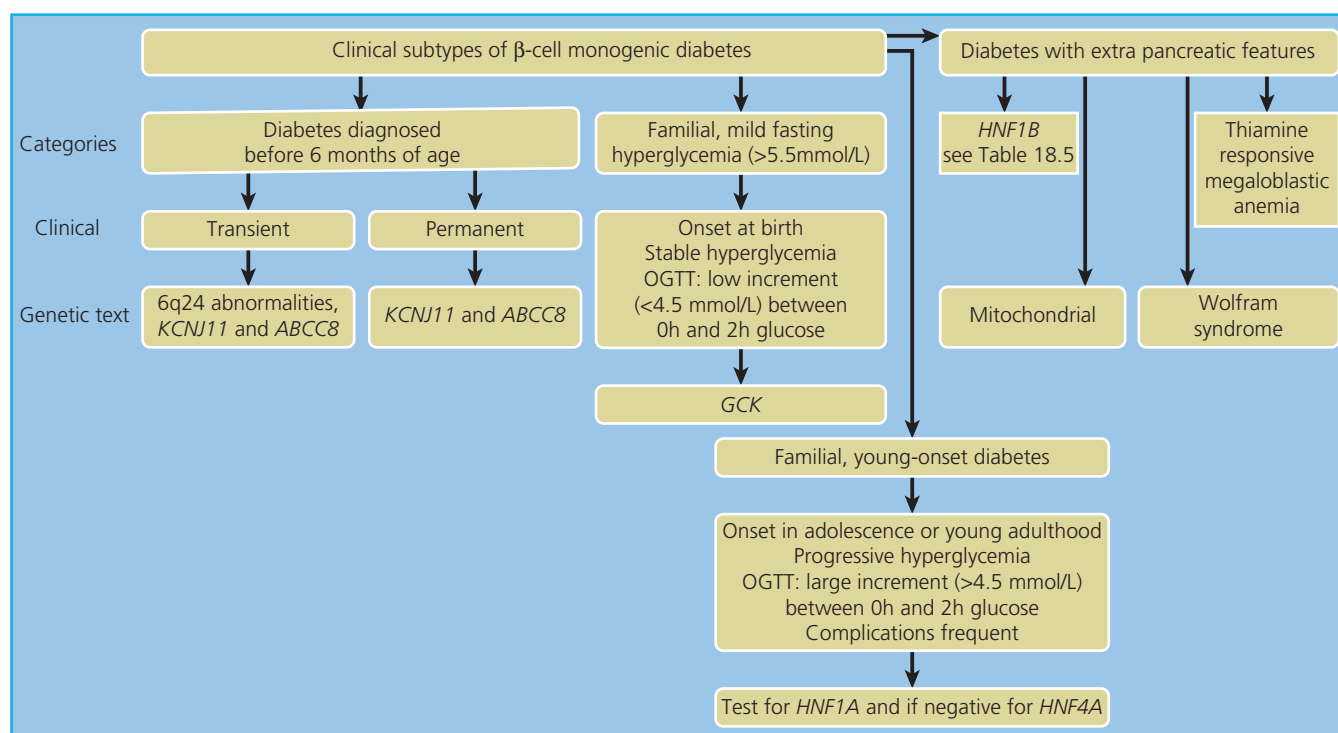 Clinical subtypes of β-cell monogenic diabetes
Diabetes with extra pancreatic features
Categories
Diabetes diagnosed
before 6 months of age
Familial, mild fasting
hyperglycemia (>5.5mmol/L)
HNF1B
see Table 18.5
Thiamine
responsive
megaloblastic
anemia
Clinical
Transient
Permanent
Onset at birth
Stable hyperglycemia
OGTT: low increment
(<4.5 mmol/L) between
0h and 2h glucose
Genetic text
6q24 abnormalities,
KCNJ11 and ABCC8
KCNJ11 and ABCC8
Mitochondrial
Wolfram
syndrome
GCK
Familial, young-onset diabetes
Onset in adolescence or young adulthood
Progressive hyperglycemia
OGTT: large increment (>4.5 mmol/L)
between 0h and 2h glucose
Complications frequent
Test for HNF1A and if negative for HNF4A